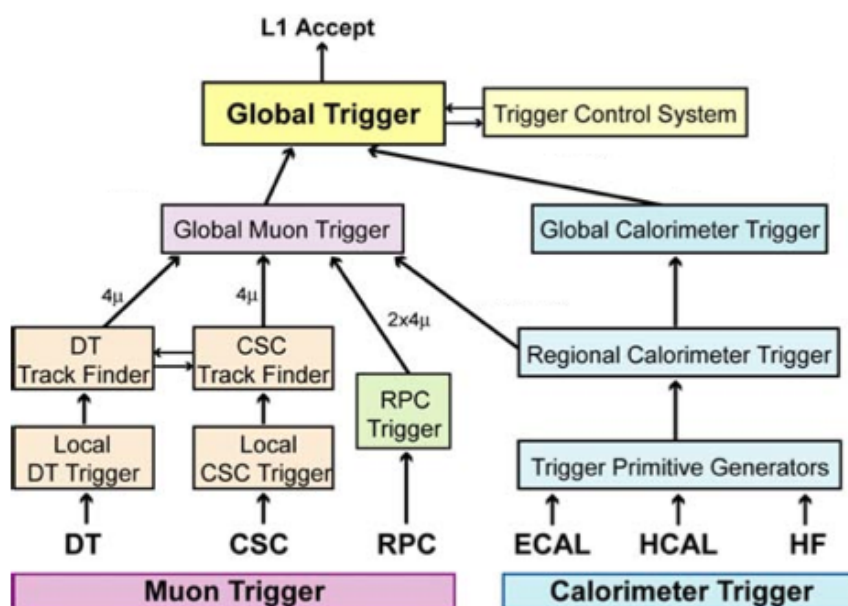 L1 Accept
Global Trigger
Trigger Control System
Global Muon Trigger
Global Calorimeter Trigger
4μ
4μ
2x4μ
DT
Track Finder
CSC
Track Finder
Regional Calorimeter Trigger
RPC
Trigger
Local
DT Trigger
Local
CSC Trigger
Trigger Primitive Generators
DT
CSC
RPC
ECAL
HCAL
HF
Muon Trigger
Calorimeter Trigger